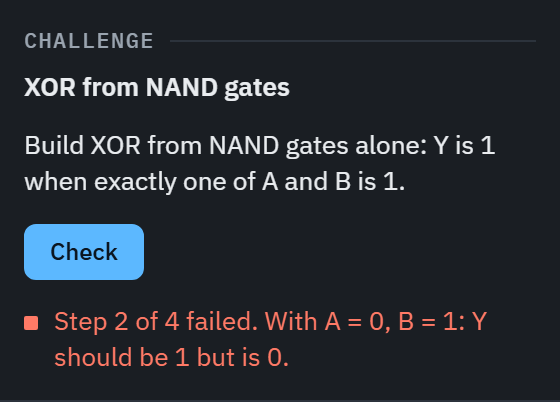 CHALLENGE
XOR from NAND gates
Build XOR from NAND gates alone: Y is 1
when exactly one of A and B is 1.
Check
Step 2 of 4 failed. With A = 0, B = 1: Y
should be 1 but is 0.